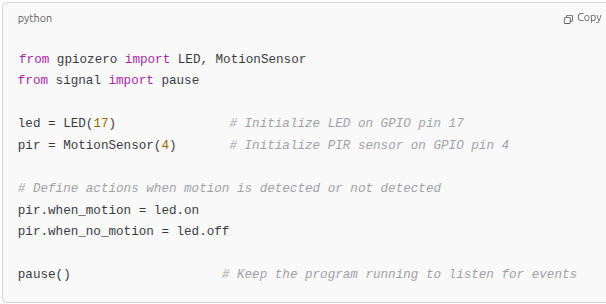 python
Copy
from gpiozero import LED, MotionSensor
from signal import pause
led = LED(17)               # Initialize LED on GPIO pin 17
pir = MotionSensor(4)       # Initialize PIR sensor on GPIO pin 4
# Define actions when motion is detected or not detected
pir.when_motion = led.on
pir.when_no_motion = led.off
pause()                    # Keep the program running to listen for events